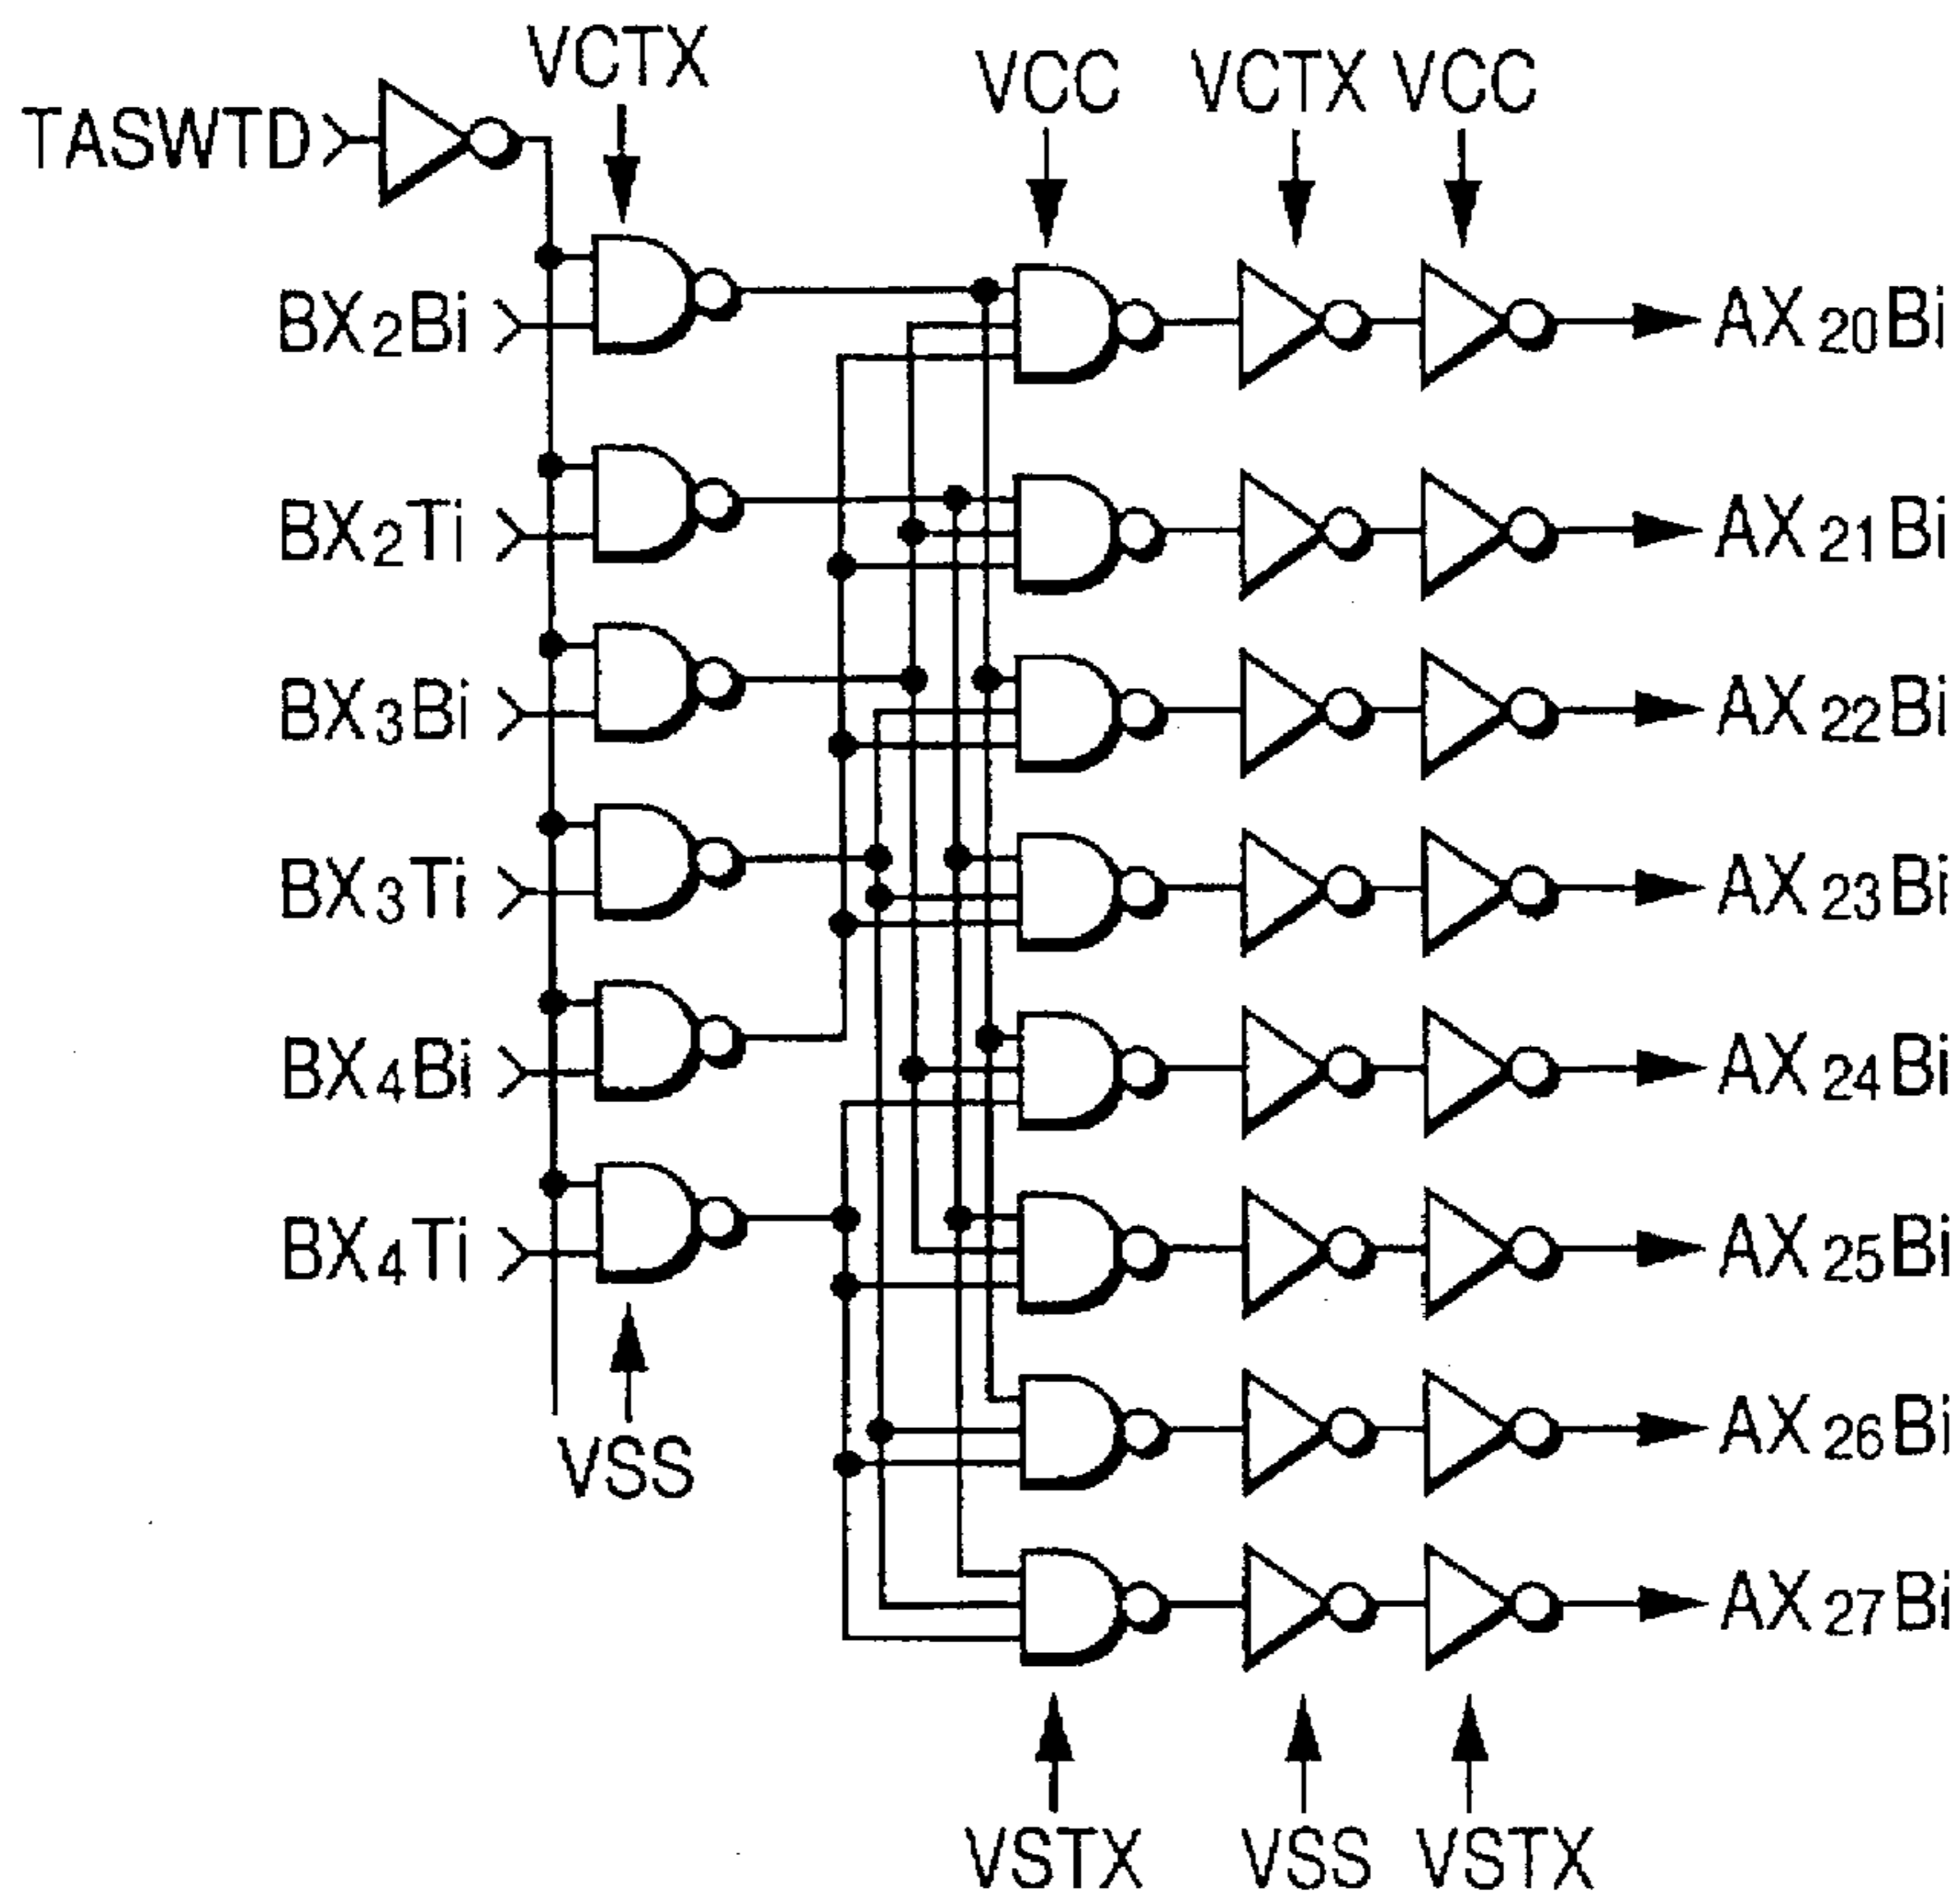 VCTX
VCC VCTX VCC
TASWTD
BX2Bi
AX20Bi
BX2Ti
AX21Bi
BX3Bi
AX22Bi
BX3Ti
AX23Bi
BX4Bi
AX24Bi
BX4Ti
AX25Bi
VSS
AX26Bi
AX27Bi
VSTX VSS VSTX